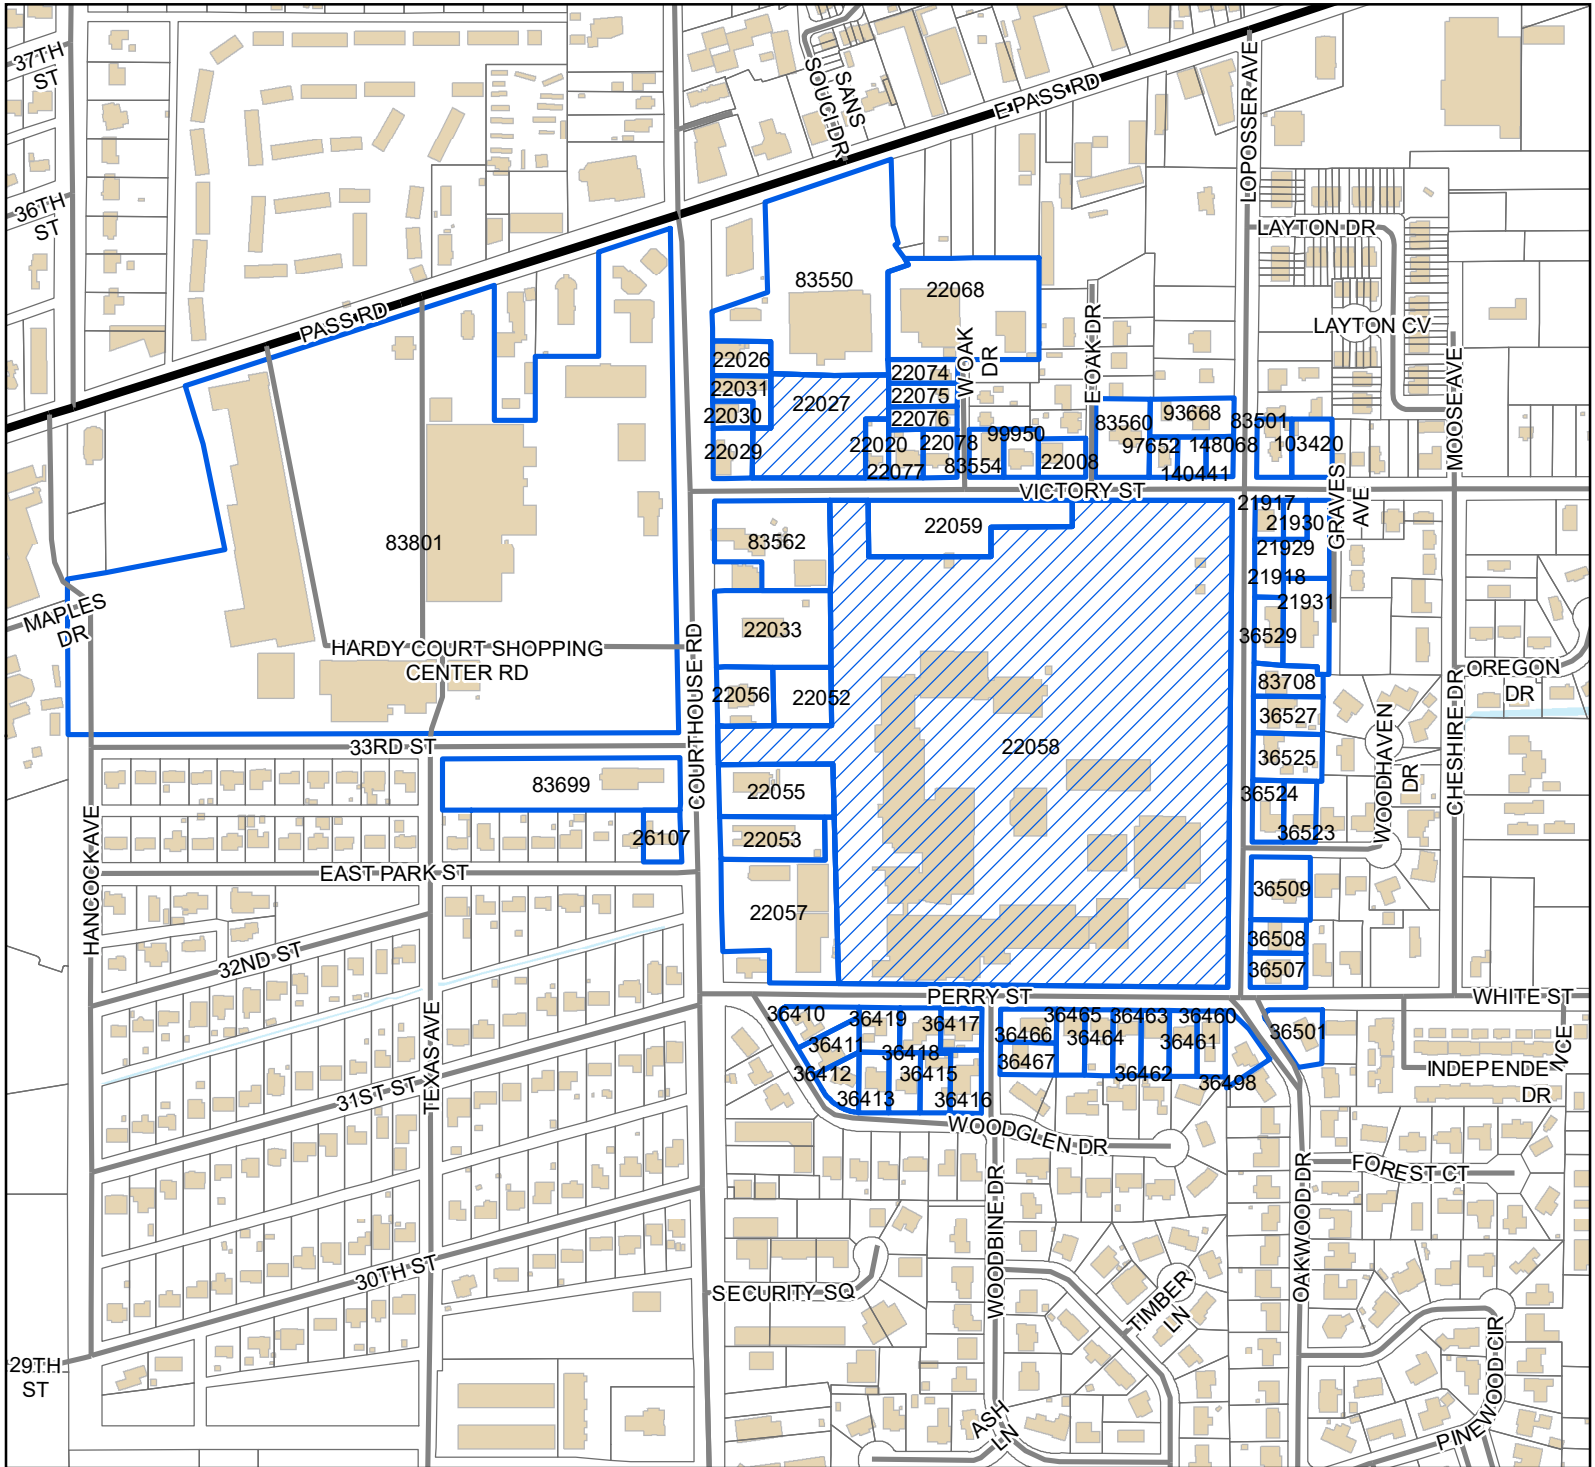 37TH
ST
SANS
SOUCI DR
E PASS RD
LOPOSSER AVE
36TH
ST
LAYTON DR
83550
22068
PASS RD
LAYTON CV
W OAK
DR
E OAK DR
MOOSE AVE
22026
22074
22031
22075
22027
22030
22076
93668
83560
83501
22029
22020
22078
99950
97652
148068
103420
22077
83554
22008
140441
VICTORY ST
GRAVES
AVE
21917
22059
21930
83562
83801
21929
21918
21931
MAPLES
DR
22033
36529
HARDY COURT SHOPPING
CENTER RD
COURTHOUSE RD
OREGON
DR
83708
22056
22052
36527
WOODHAVEN
DR
CHESHIRE DR
33RD ST
22058
36525
83699
22055
36524
26107
22053
36523
HANCOCK AVE
EAST PARK ST
36509
22057
32ND ST
36508
36507
PERRY ST
WHITE ST
36410
36419
36417
36465
36463
36460
36501
36466
36464
36461
36411
36418
36467
INDEPENDE
NCE
DR
36412
36415
36462
36498
31ST ST
TEXAS AVE
36413
36416
WOODGLEN DR
FOREST CT
WOODBINE DR
OAKWOOD DR
30TH ST
SECURITY SQ
TIMBER
LN
29TH
ST
PINEWOOD CIR
ASH
LN